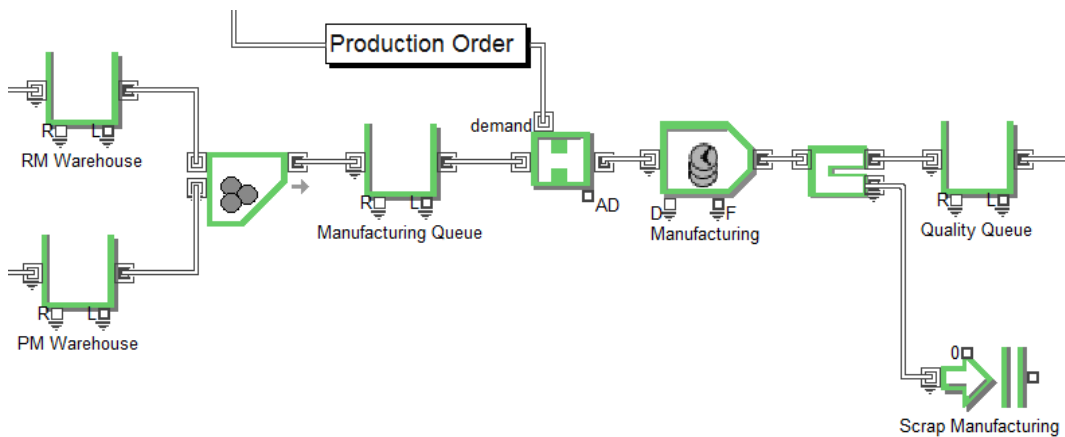 Production Order
demand
R L
RM Warehouse
AD
R L
Manufacturing Queue
D F
Manufacturing
R L
Quality Queue
R L
PM Warehouse
0
Scrap Manufacturing